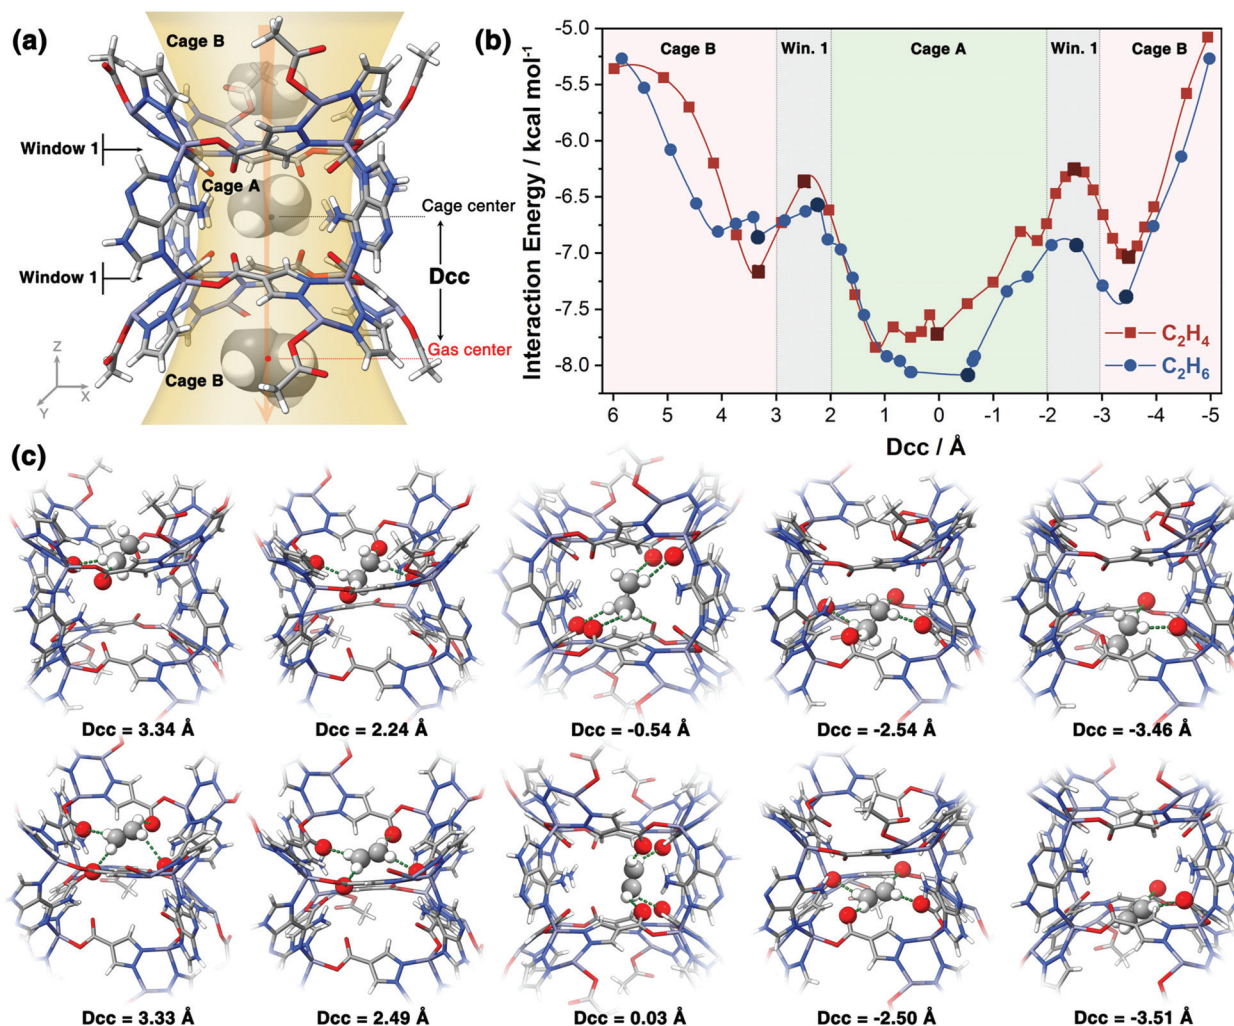 (a)
Cage B
Window 1
Cage A
Cage center
Window 1
Dcc
Gas center
Cage B
Z
X
Y
(b)
Interaction Energy / kcal mol⁻¹
-5.0
-5.5
-6.0
-6.5
-7.0
-7.5
-8.0
Cage B Win. 1 Cage A Win. 1 Cage B
C₂H₄
C₂H₆
6 5 4 3 2 1 0 -1 -2 -3 -4 -5
Dcc / Å
(c)
Dcc = 3.34 Å Dcc = 2.24 Å Dcc = -0.54 Å Dcc = -2.54 Å Dcc = -3.46 Å
Dcc = 3.33 Å Dcc = 2.49 Å Dcc = 0.03 Å Dcc = -2.50 Å Dcc = -3.51 Å